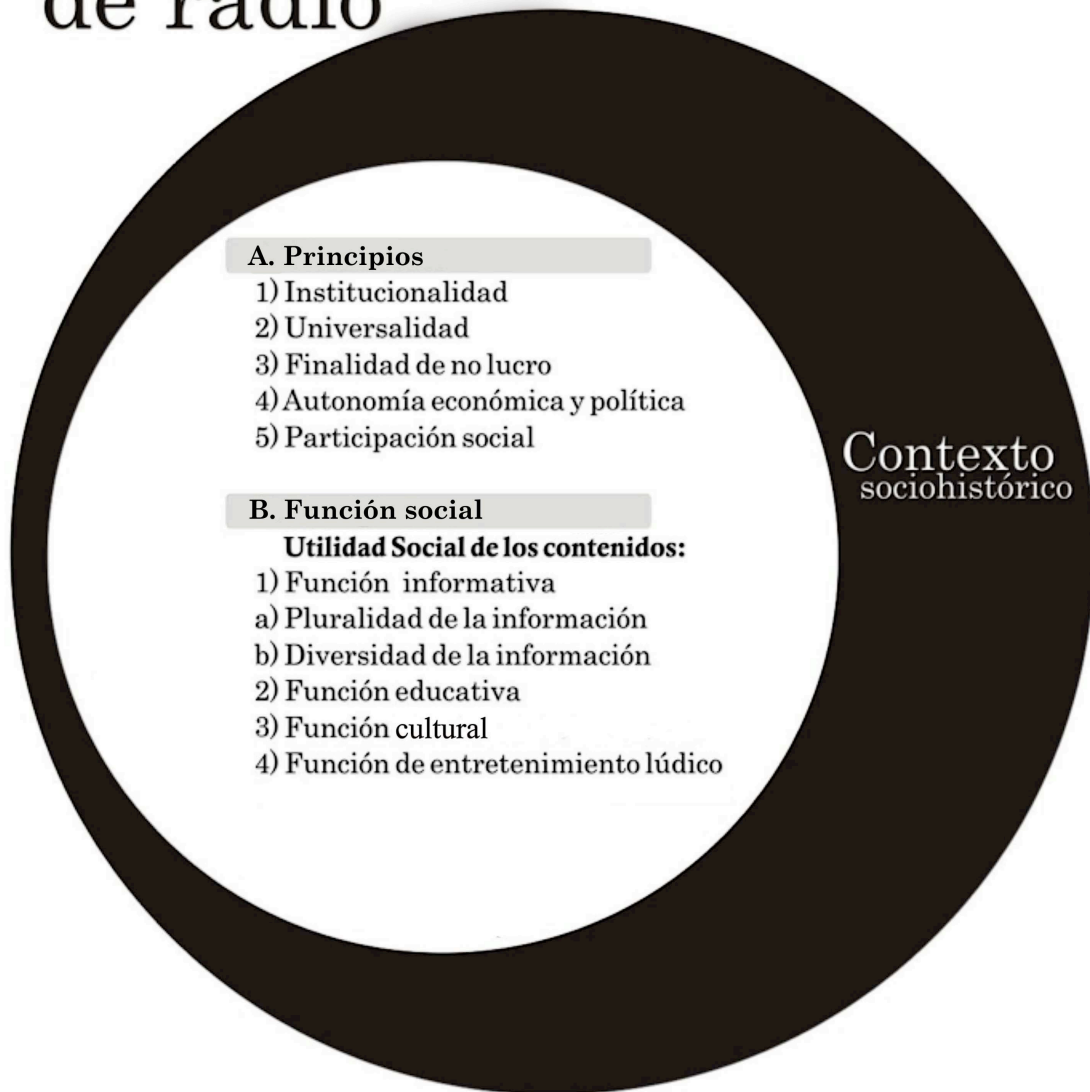 de radio
A. Principios
1) Institucionalidad
2) Universalidad
3) Finalidad de no lucro
4) Autonomía económica y política
5) Participación social
Contexto
sociohistórico
B. Función social
Utilidad Social de los contenidos:
1) Función informativa
a) Pluralidad de la información
b) Diversidad de la información
2) Función educativa
3) Función cultural
4) Función de entretenimiento lúdico